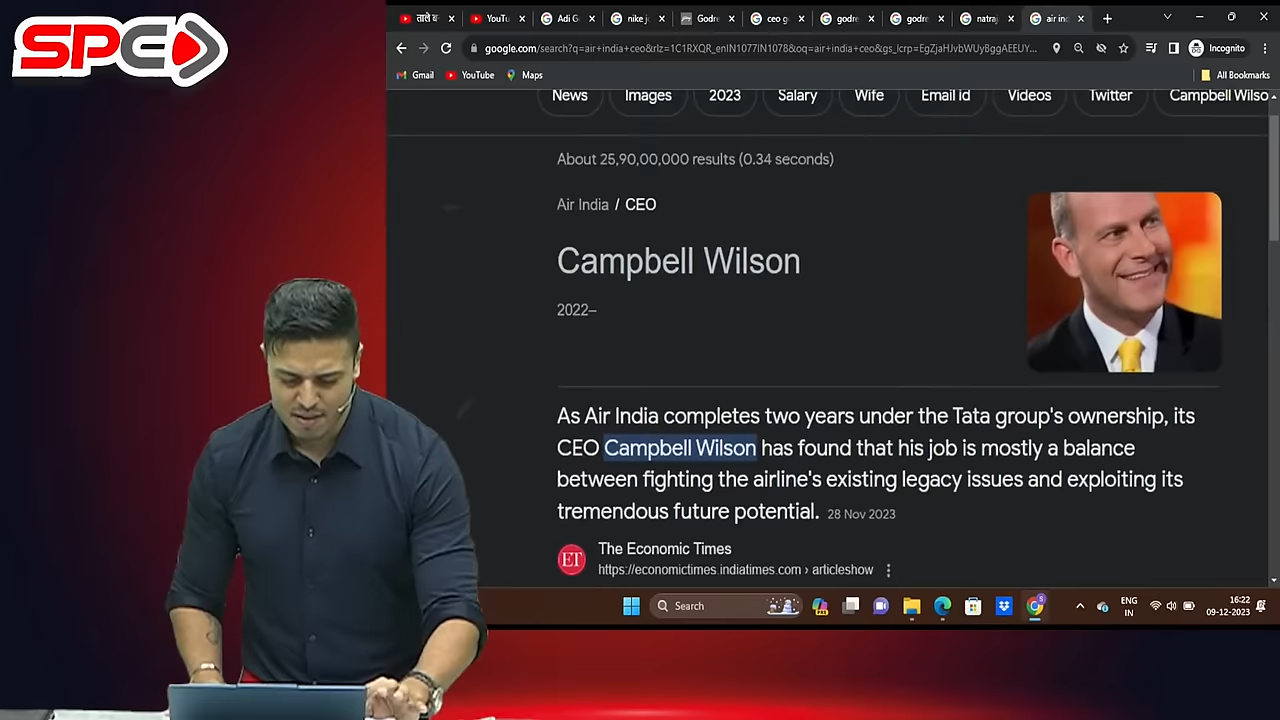 SPC
ताले ब
YouTu
Adi G
nike j
Godre
ceo o
godre
godre
natraj
air ind
google.com/search?q=air+india+ceo&rlz=1C1RXQR_enIN1077IN1078&oq=air+india+ceo&gs_lcrp=EgZjaHJvbWUyBggAEEUY...
Incognito
Gmail
YouTube
Maps
All Bookmarks
News
Images
2023
Salary
Wife
Email id
Videos
Twitter
Campbell Wilso
About 25,90,00,000 results (0.34 seconds)
Air India / CEO
Campbell Wilson
2022–
As Air India completes two years under the Tata group's ownership, its
CEO Campbell Wilson has found that his job is mostly a balance
between fighting the airline's existing legacy issues and exploiting its
tremendous future potential. 28 Nov 2023
ET
The Economic Times
https://economictimes.indiatimes.com › articleshow
Search
ENG
IN
16:22
09-12-2023